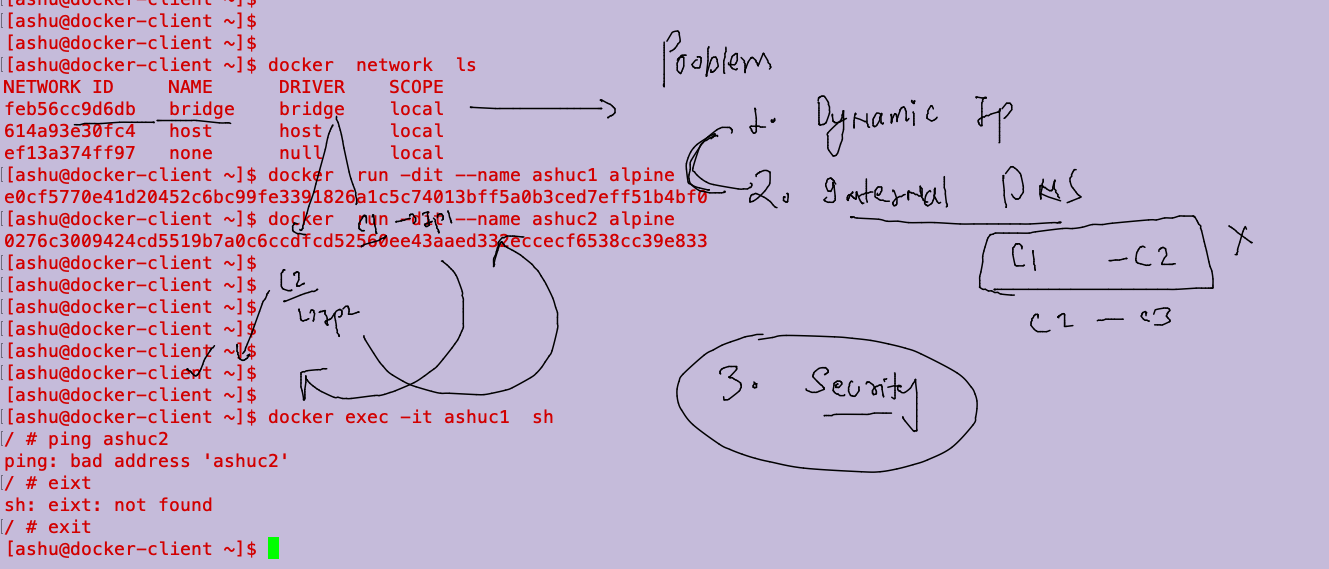 [ashu@docker-client ~]$
[ashu@docker-client ~]$
[ashu@docker-client ~]$
[ashu@docker-client ~]$ docker  network  ls
NETWORK ID     NAME      DRIVER    SCOPE
feb56cc9d6db   bridge    bridge    local
614a93e30fc4   host      host      local
ef13a374ff97   none      null      local
[ashu@docker-client ~]$ docker  run -dit --name ashuc1 alpine
e0cf5770e41d20452c6bc99fe3391826a1c5c74013bff5a0b3ced7eff51b4bf0
[ashu@docker-client ~]$ docker  run -dit --name ashuc2 alpine
0276c3009424cd5519b7a0c6ccdfcd52560ee43aaed332eccecf6538cc39e833
[ashu@docker-client ~]$
[ashu@docker-client ~]$
[ashu@docker-client ~]$
[ashu@docker-client ~]$
[ashu@docker-client ~]$
[ashu@docker-client ~]$
[ashu@docker-client ~]$
[ashu@docker-client ~]$ docker exec -it ashuc1  sh
/ # ping ashuc2
ping: bad address 'ashuc2'
/ # eixt
sh: eixt: not found
/ # exit
[ashu@docker-client ~]$
C2
Problem
1. Dynamic Ip
2. Internal DNS
C1 - C2 X
C2 - C3
3. Security